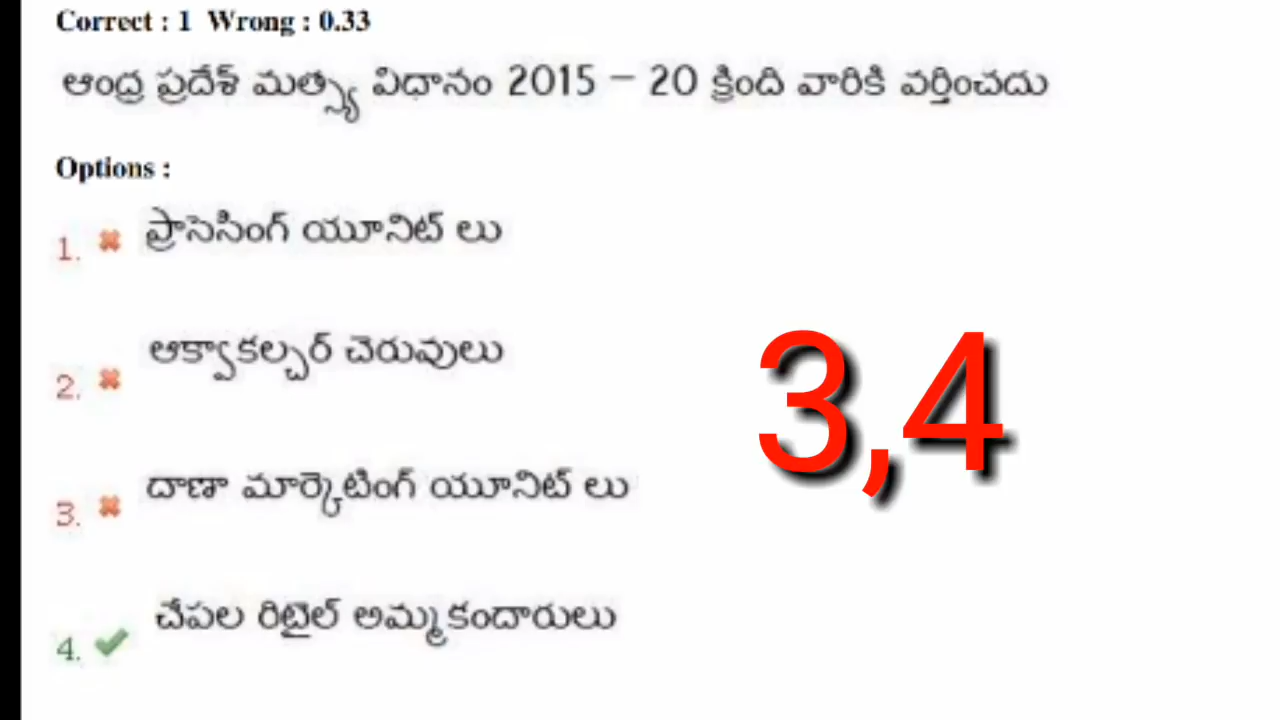 Correct : 1 Wrong : 0.33
ఆంధ్ర ప్రదేశ్ మత్స్య విధానం 2015 – 20 క్రింది వారికి వర్తించదు
Options :
1. ప్రాసెసింగ్ యూనిట్ లు
2. ఆక్వాకల్చర్ చెరువులు
3. దాణా మార్కెటింగ్ యూనిట్ లు
4. చేపల రిటైల్ అమ్మకందారులు
3,4